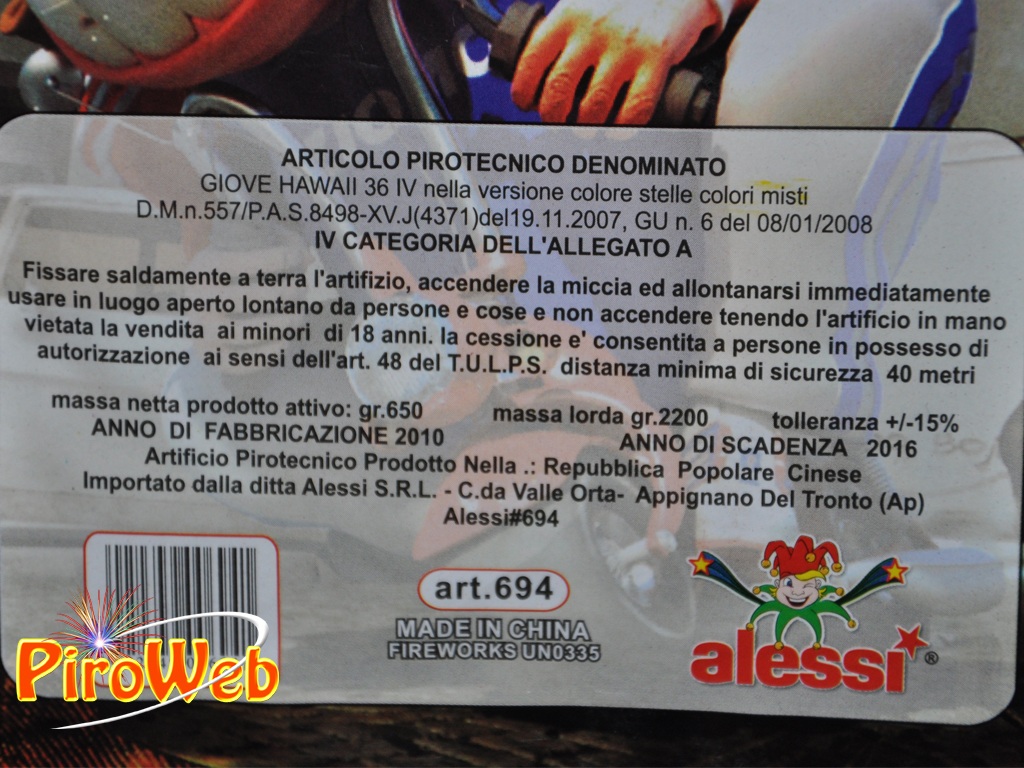 ARTICOLO PIROTECNICO DENOMINATO
GIOVE HAWAII 36 IV nella versione colore stelle colori misti
D.M.n.557/P.A.S.8498-XV.J(4371)del19.11.2007, GU n. 6 del 08/01/2008
IV CATEGORIA DELL'ALLEGATO A
Fissare saldamente a terra l'artifizio, accendere la miccia ed allontanarsi immediatamente
usare in luogo aperto lontano da persone e cose e non accendere tenendo l'artificio in mano
vietata la vendita ai minori di 18 anni. la cessione e' consentita a persone in possesso di
autorizzazione ai sensi dell'art. 48 del T.U.L.P.S. distanza minima di sicurezza 40 metri
massa netta prodotto attivo: gr.650 massa lorda gr.2200 tolleranza +/-15%
ANNO DI FABBRICAZIONE 2010 ANNO DI SCADENZA 2016
Artificio Pirotecnico Prodotto Nella .: Repubblica Popolare Cinese
Importato dalla ditta Alessi S.R.L. - C.da Valle Orta- Appignano Del Tronto (Ap)
Alessi#694
art.694
MADE IN CHINA
FIREWORKS UN0335
alessi®
PiroWeb